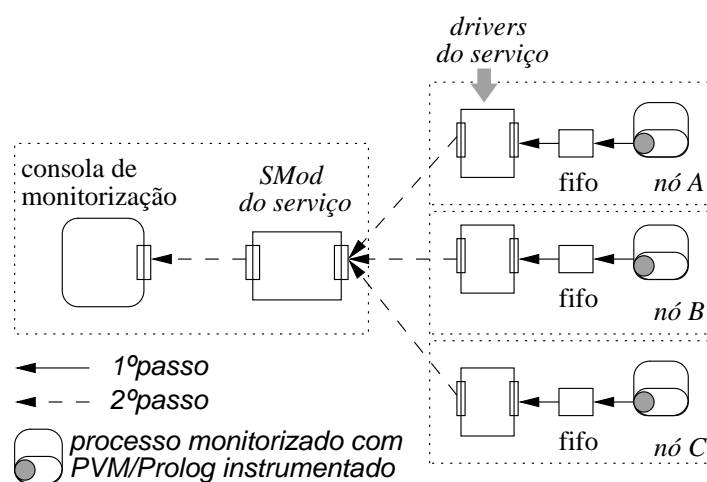 drivers
do serviço
consola de
monitorização
SMod
do serviço
fifo
nó A
fifo
nó B
fifo
nó C
1ºpasso
2ºpasso
processo monitorizado com
PVM/Prolog instrumentado